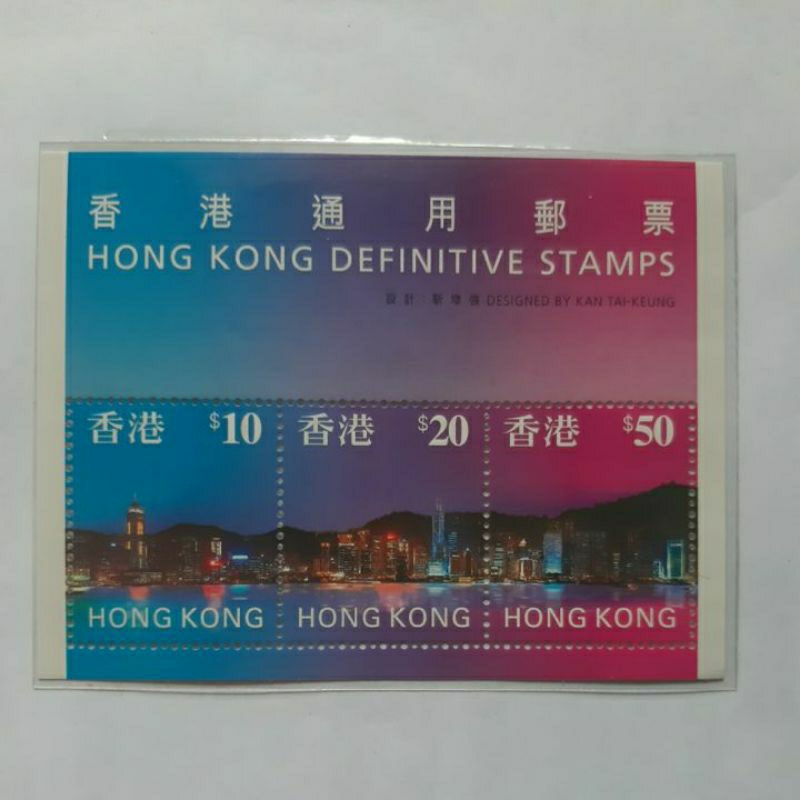 香港通用郵票
HONG KONG DEFINITIVE STAMPS
設計：靳埭强 DESIGNED BY KAN TAI-KEUNG
香港 $10
香港 $20
香港 $50
HONG KONG
HONG KONG
HONG KONG